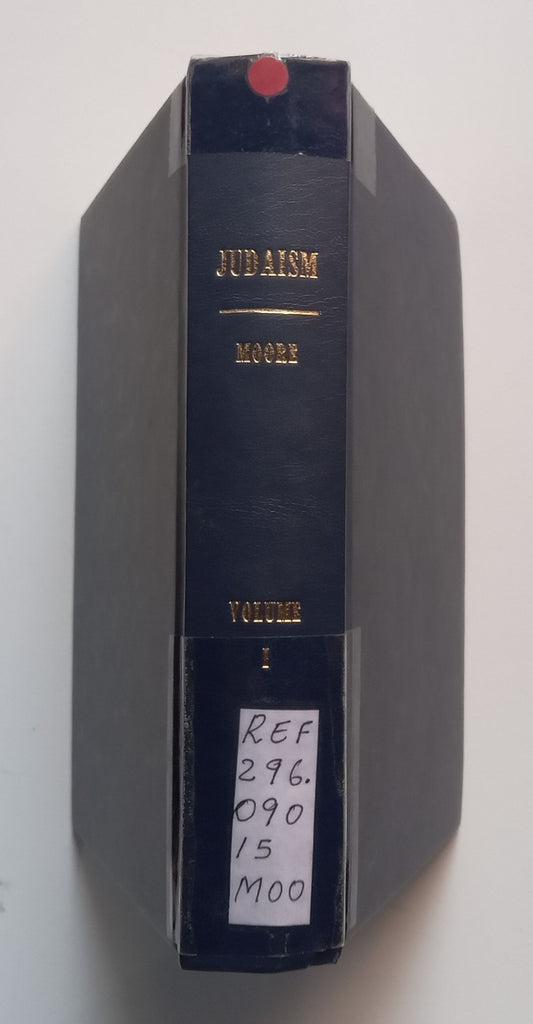 JUDAISM
MOORE
VOLUME
I
REF
296.
090
15
MOO